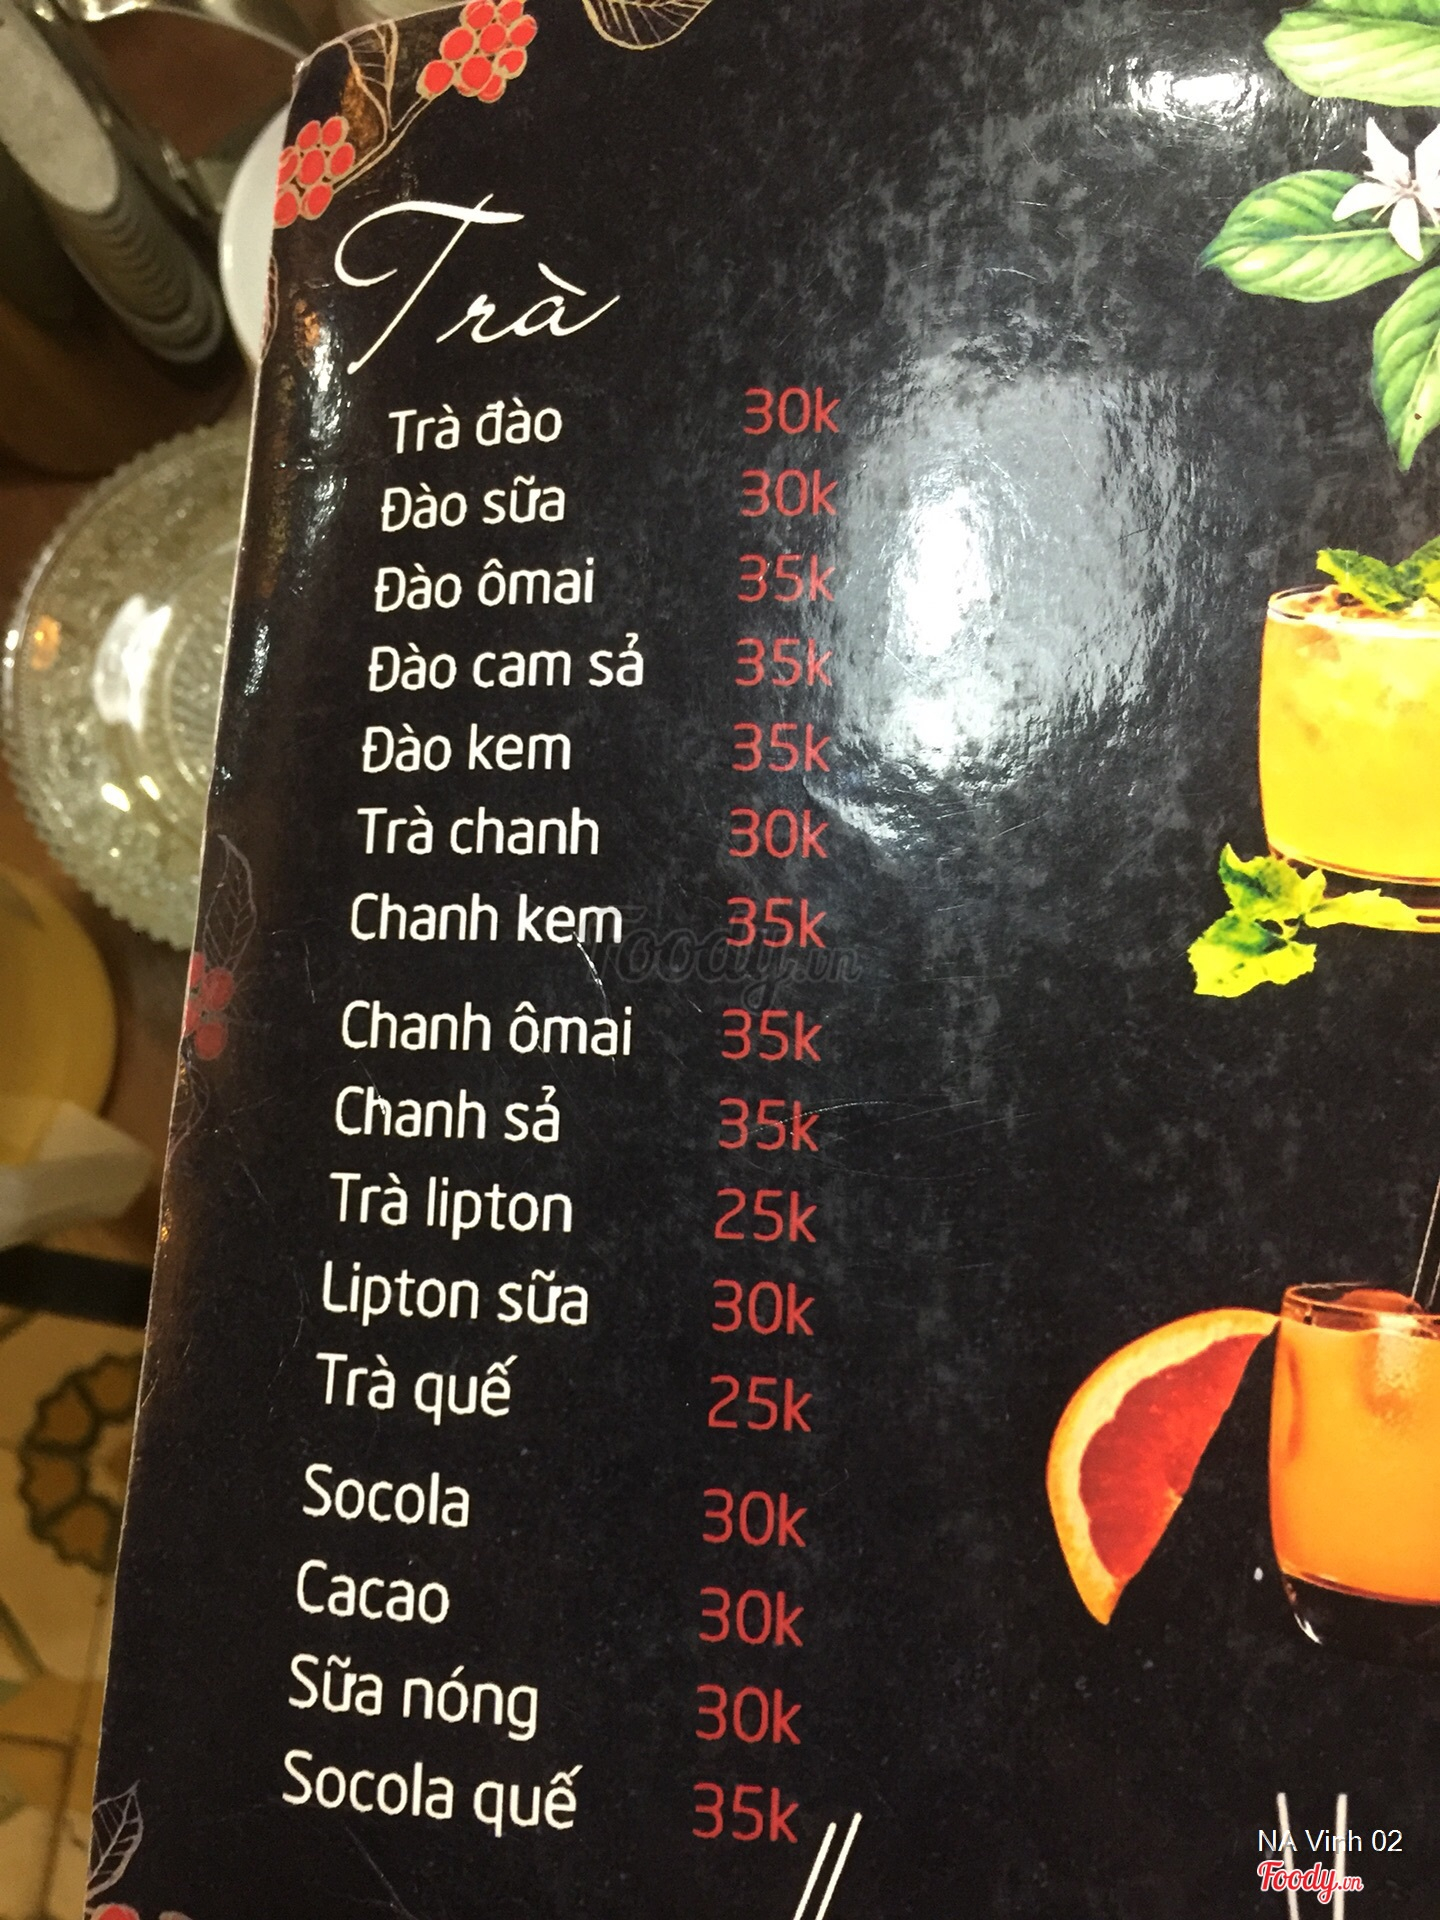 Trà
Trà đào 30k
Đào sữa 30k
Đào ômai 35k
Đào cam sả 35k
Đào kem 35k
Trà chanh 30k
Chanh kem 35k
Foody.vn
Chanh ômai 35k
Chanh sả 35k
Trà lipton 25k
Lipton sữa 30k
Trà quế 25k
Socola 30k
Cacao 30k
Sữa nóng 30k
Socola quế 35k
NA Vinh 02
Foody.vn